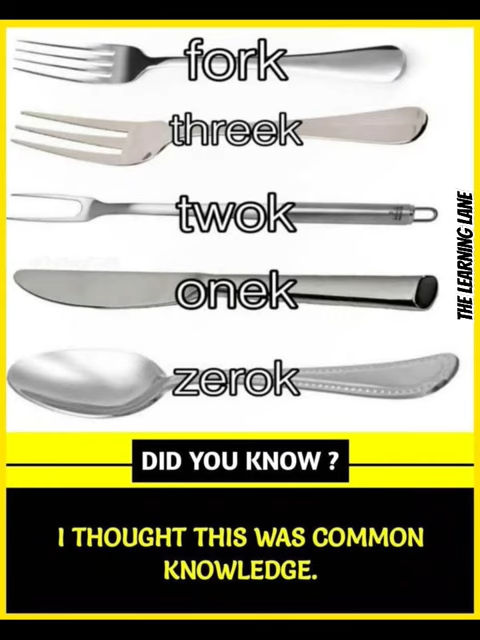 fork
threek
twok
onek
zerok
THE LEARNING LANE
DID YOU KNOW ?
I THOUGHT THIS WAS COMMON
KNOWLEDGE.